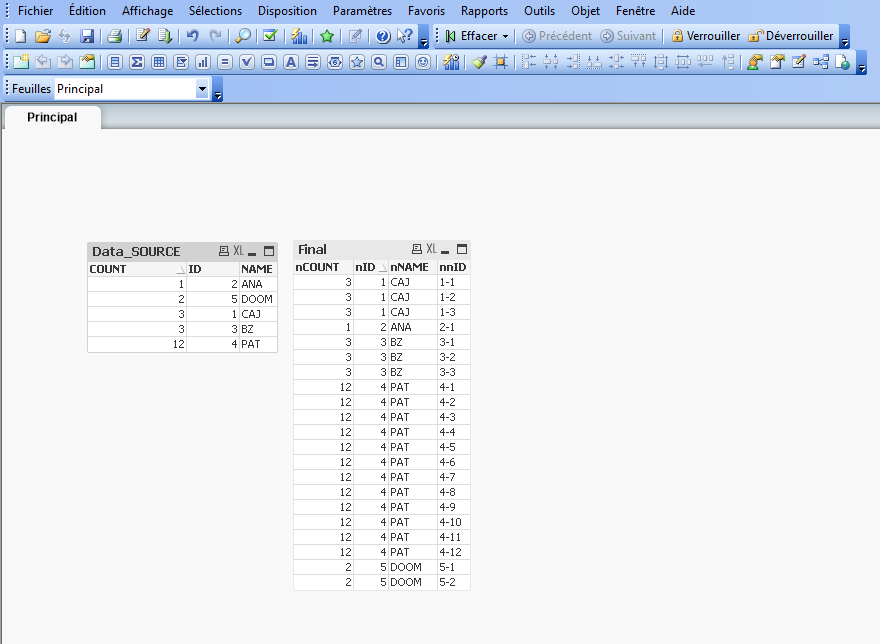 Fichier Édition Affichage Sélections Disposition Paramètres Favoris Rapports Outils Objet Fenêtre Aide
Effacer Précédent Suivant Verrouiller Déverrouiller
Feuilles Principal
Principal
Data_SOURCE XL
COUNT ID NAME
1 2 ANA
2 5 DOOM
3 1 CAJ
3 3 BZ
12 4 PAT
Final XL
nCOUNT nID nNAME nnID
3 1 CAJ 1-1
3 1 CAJ 1-2
3 1 CAJ 1-3
1 2 ANA 2-1
3 3 BZ 3-1
3 3 BZ 3-2
3 3 BZ 3-3
12 4 PAT 4-1
12 4 PAT 4-2
12 4 PAT 4-3
12 4 PAT 4-4
12 4 PAT 4-5
12 4 PAT 4-6
12 4 PAT 4-7
12 4 PAT 4-8
12 4 PAT 4-9
12 4 PAT 4-10
12 4 PAT 4-11
12 4 PAT 4-12
2 5 DOOM 5-1
2 5 DOOM 5-2